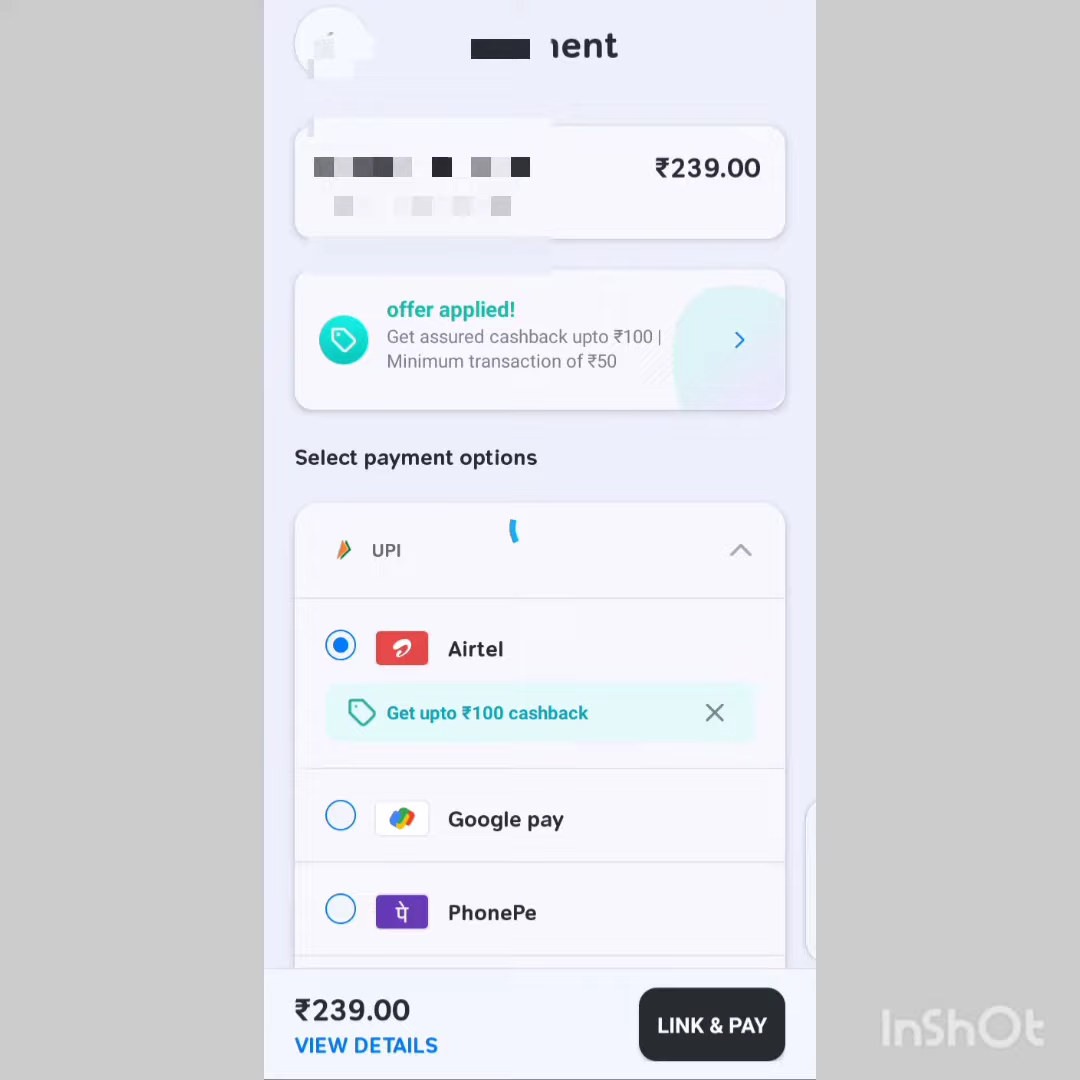 ₹239.00
offer applied!
Get assured cashback upto ₹100 |
Minimum transaction of ₹50
Select payment options
UPI
Airtel
Get upto ₹100 cashback
Google pay
पे PhonePe
₹239.00
VIEW DETAILS
LINK & PAY
InShOt